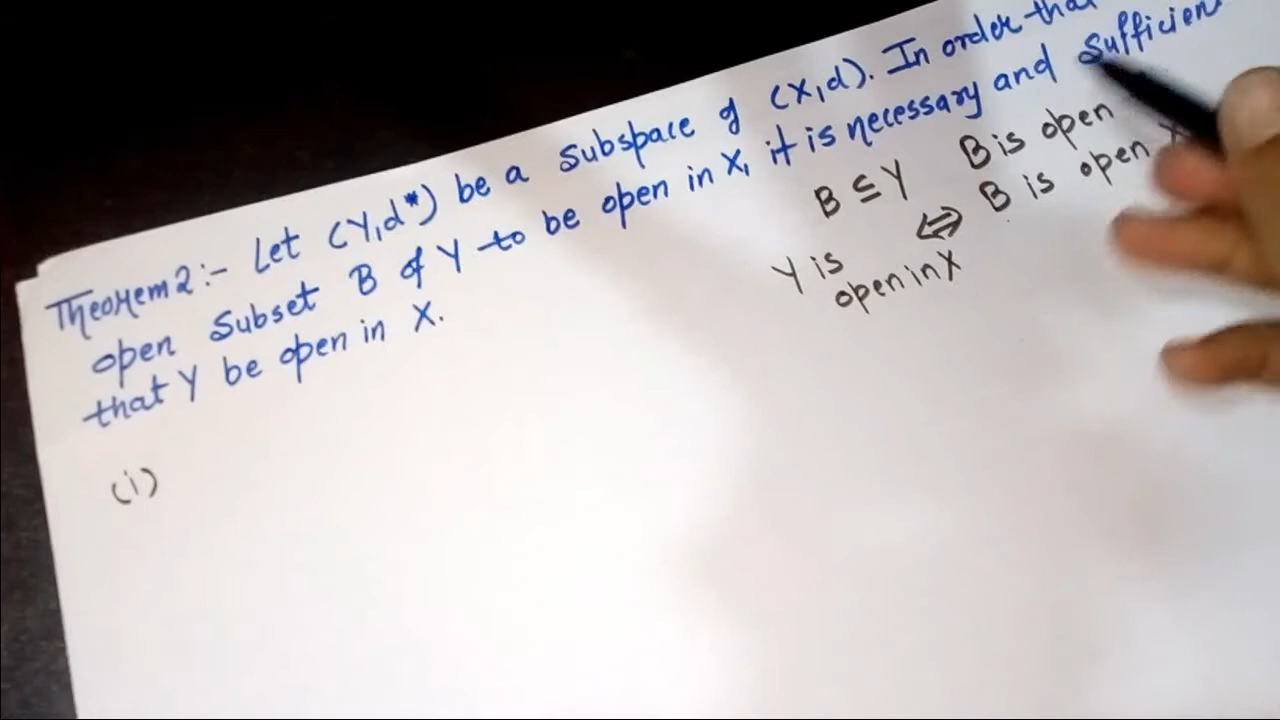 Theorem 2:- Let (Y,d*) be a subspace of (X,d). In order that
open subset B of Y to be open in X, it is necessary and sufficien
that Y be open in X.
B ⊆ Y B is open
Y is ⇔ B is open X
open in X
(i)